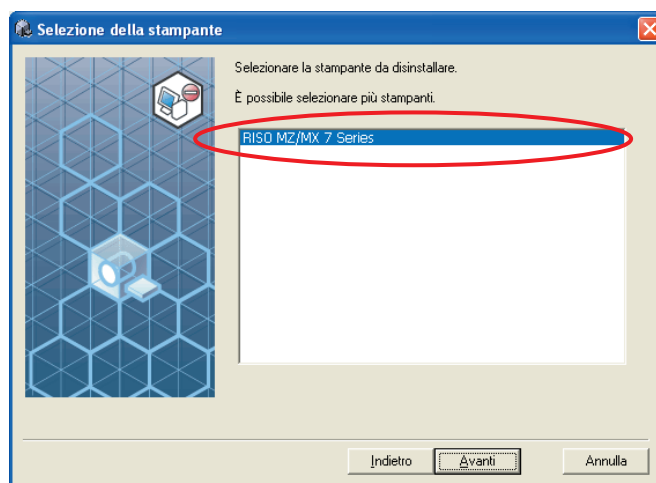 Selezione della stampante
Selezionare la stampante da disinstallare.
È possibile selezionare più stampanti.
RISO MZ/MX 7 Series
Indietro
Avanti
Annulla